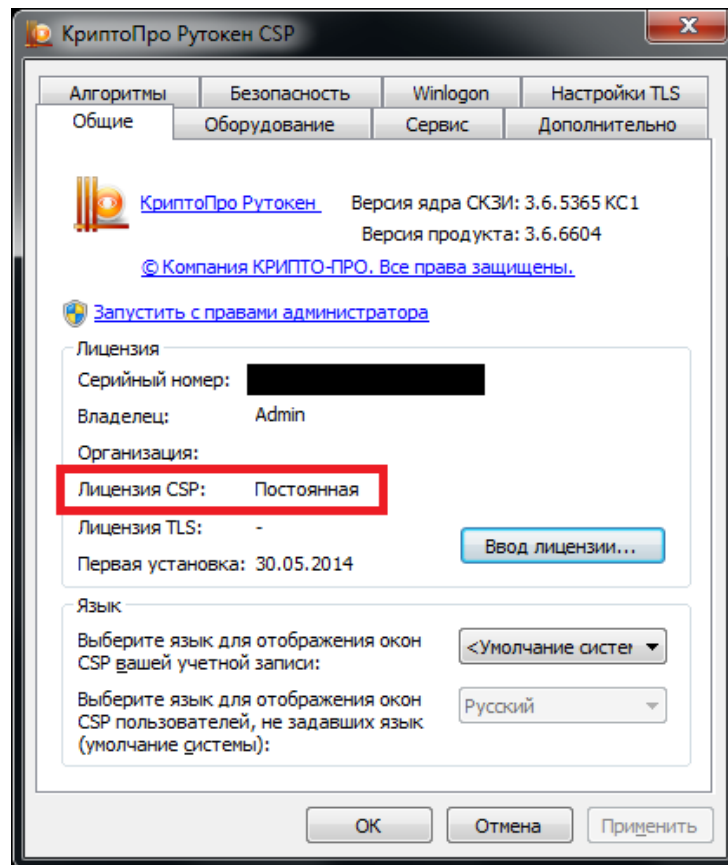 КриптоПро Рутокен CSP
Алгоритмы Безопасность Winlogon Настройки TLS
Общие Оборудование Сервис Дополнительно
КриптоПро Рутокен Версия ядра СКЗИ: 3.6.5365 КС1
Версия продукта: 3.6.6604
© Компания КРИПТО-ПРО. Все права защищены.
Запустить с правами администратора
Лицензия
Серийный номер:
Владелец: Admin
Организация:
Лицензия CSP: Постоянная
Лицензия TLS: -
Ввод лицензии...
Первая установка: 30.05.2014
Язык
Выберите язык для отображения окон
CSP вашей учетной записи:
<Умолчание систег
Выберите язык для отображения окон
CSP пользователей, не задавших язык
(умолчание системы):
Русский
ОК Отмена Применить